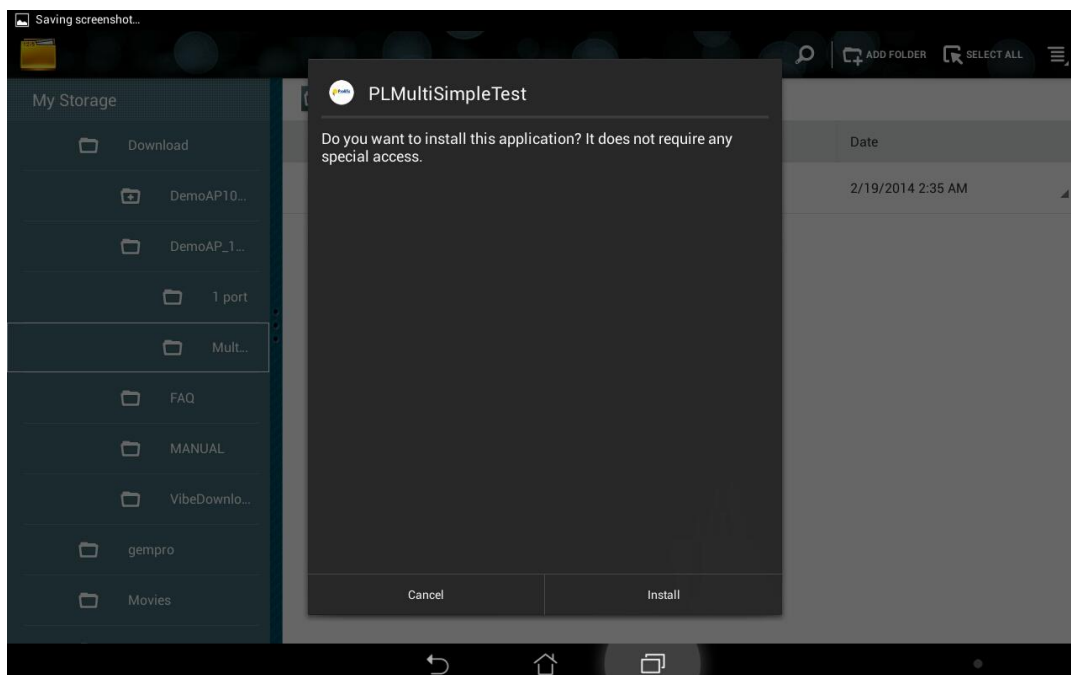 Saving screenshot...
ADD FOLDER
SELECT ALL
My Storage
PLMultiSimpleTest
Do you want to install this application? It does not require any
special access.
Date
2/19/2014 2:35 AM
Download
DemoAP10...
DemoAP_1...
1 port
Mult...
FAQ
MANUAL
VibeDownlo...
gempro
Movies
Cancel
Install